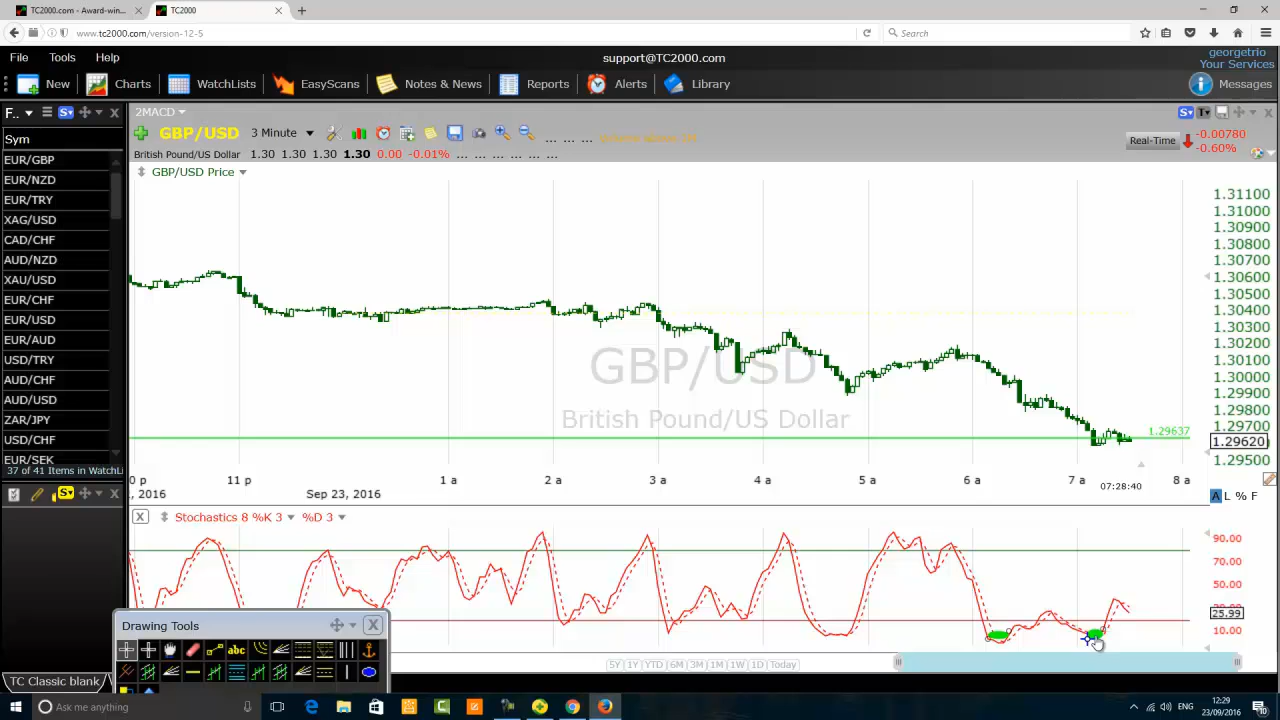 TC2000.com - Award-win...
TC2000
www.tc2000.com/version-12-5
Search
File
Tools
Help
support@TC2000.com
georgetrio
Your Services
New
Charts
WatchLists
EasyScans
Notes & News
Reports
Alerts
Library
Messages
F..
S
2MACD
S
T
Sym
GBP/USD
3 Minute
... ... ...
Real-Time
-0.00780
-0.60%
British Pound/US Dollar
1.30 1.30 1.30 1.30 0.00 -0.01% ... ... ... ... ... ...
GBP/USD Price
EUR/GBP
EUR/NZD
EUR/TRY
XAG/USD
CAD/CHF
AUD/NZD
XAU/USD
EUR/CHF
EUR/USD
EUR/AUD
USD/TRY
AUD/CHF
AUD/USD
ZAR/JPY
USD/CHF
EUR/SEK
37 of 41 Items in WatchLi
S
1.31100
1.31000
1.30900
1.30800
1.30700
1.30600
1.30500
1.30400
1.30300
1.30200
1.30100
1.30000
1.29900
1.29800
1.29700
1.29620
1.29500
GBP/USD
British Pound/US Dollar
1.29637
0 p
11 p
1 a
2 a
3 a
4 a
5 a
6 a
7 a
8 a
, 2016
Sep 23, 2016
07:28:40
A L % F
X
Stochastics 8 %K 3
%D 3
90.00
70.00
50.00
25.99
10.00
Drawing Tools
abc
5Y
1Y
YTD
6M
3M
1M
1W
1D
Today
TC Classic blank
Ask me anything
ENG
12:29
23/09/2016
10